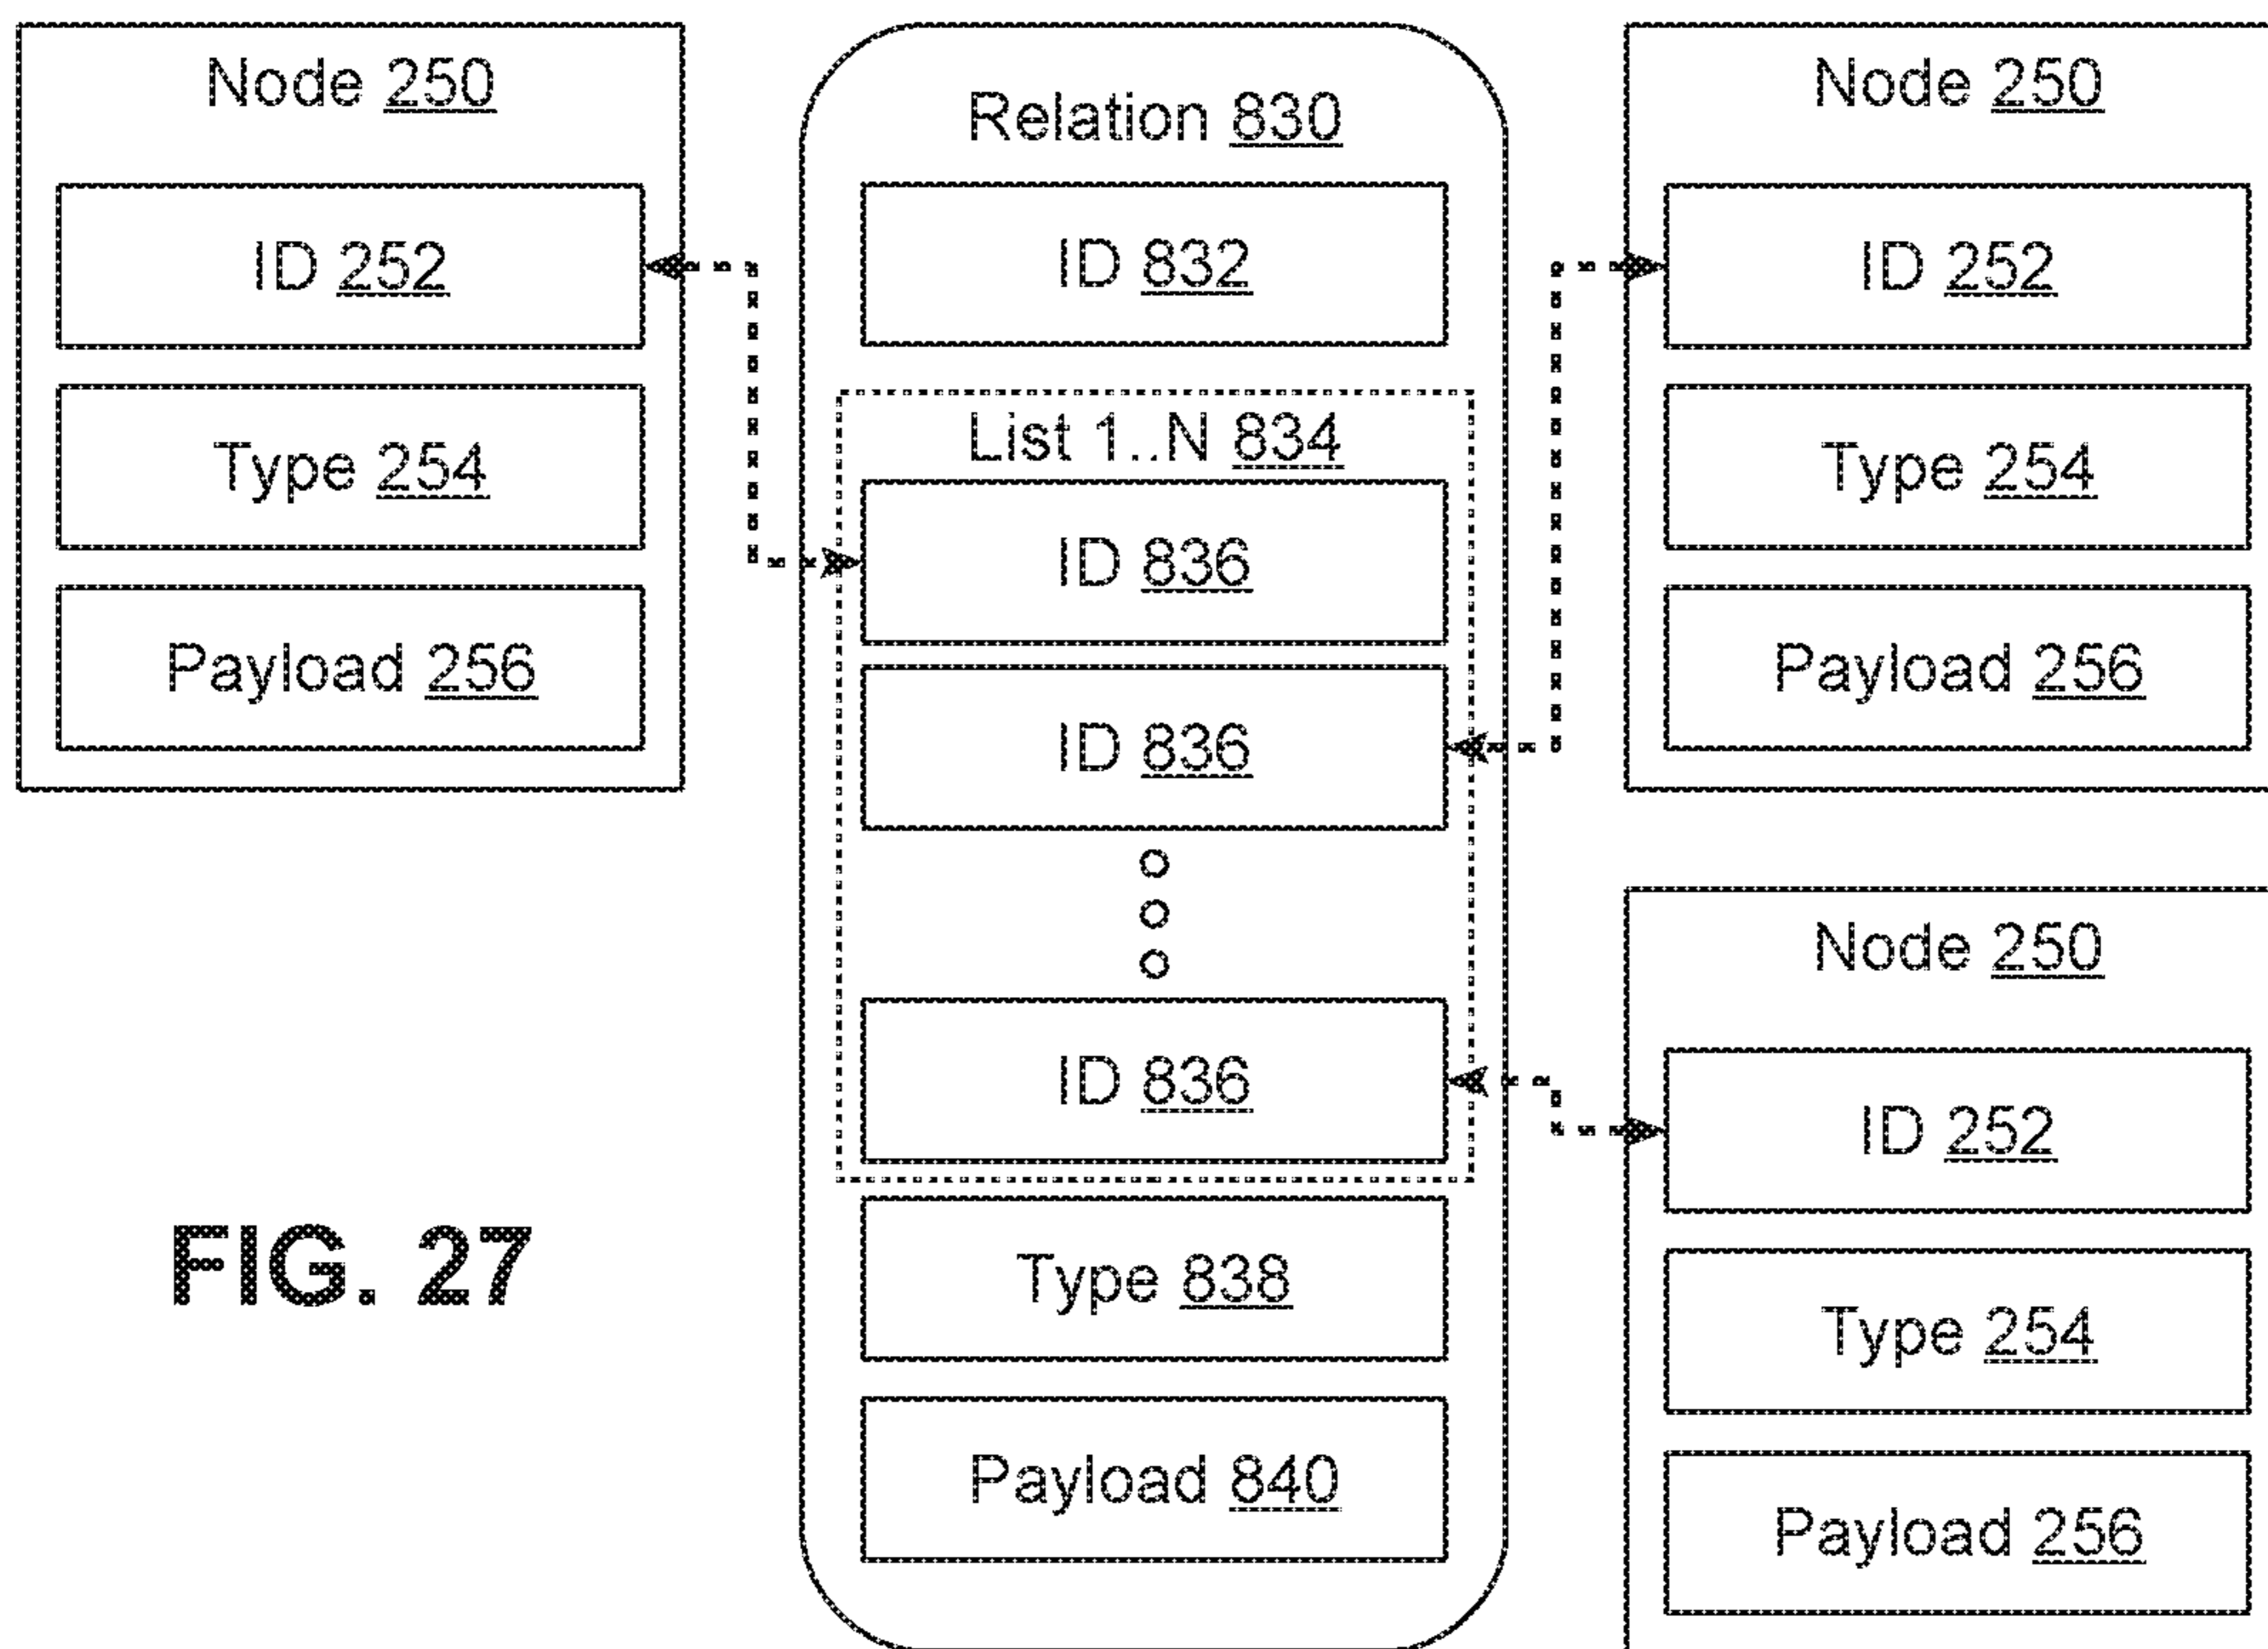 Node 250
ID 252
Type 254
Payload 256
Relation 830
ID 832
List 1..N 834
ID 836
ID 836
ID 836
Type 838
Payload 840
Node 250
ID 252
Type 254
Payload 256
Node 250
ID 252
Type 254
Payload 256
FIG. 27